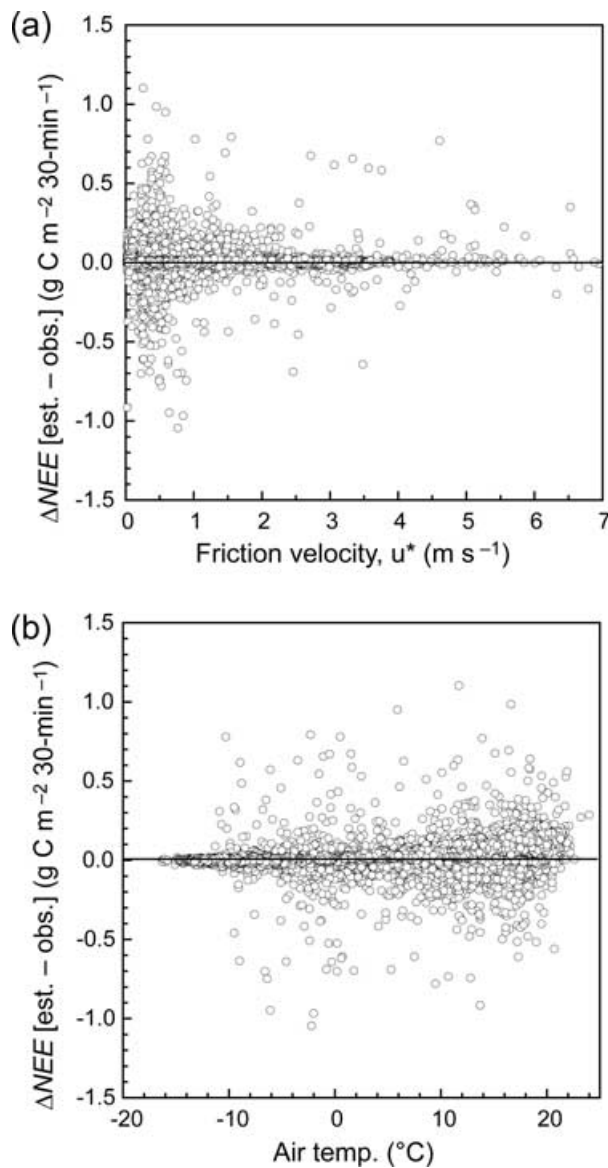 (a)
1.5
1.0
0.5
0.0
-0.5
-1.0
-1.5
ΔNEE [est. – obs.] (g C m⁻² 30-min⁻¹)
0 1 2 3 4 5 6 7
Friction velocity, u* (m s⁻¹)
(b)
1.5
1.0
0.5
0.0
-0.5
-1.0
-1.5
ΔNEE [est. – obs.] (g C m⁻² 30-min⁻¹)
-20 -10 0 10 20
Air temp. (°C)